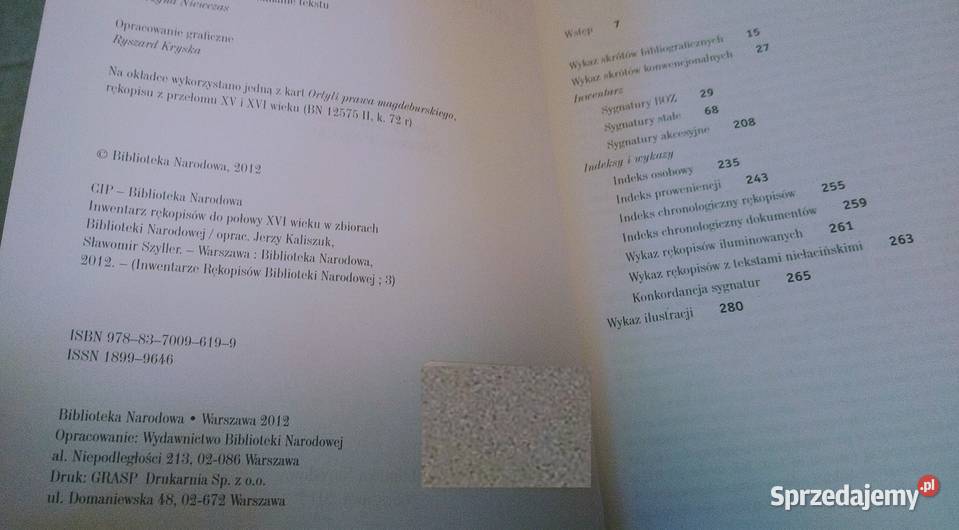 tekstu
Niewczas
Opracowanie graficzne
Ryszard Kryska
Na okładce wykorzystano jedną z kart Ortyli prawa magdeburskiego,
rękopisu z przełomu XV i XVI wieku (BN 12575 II, k. 72 r)
© Biblioteka Narodowa, 2012
CIP – Biblioteka Narodowa
Inwentarz rękopisów do połowy XVI wieku w zbiorach
Biblioteki Narodowej / oprac. Jerzy Kaliszuk,
Sławomir Szyller. – Warszawa : Biblioteka Narodowa,
2012. – (Inwentarze Rękopisów Biblioteki Narodowej ; 3)
ISBN 978–83–7009–619–9
ISSN 1899–9646
Biblioteka Narodowa • Warszawa 2012
Opracowanie: Wydawnictwo Biblioteki Narodowej
al. Niepodległości 213, 02-086 Warszawa
Druk: GRASP Drukarnia Sp. z o.o.
ul. Domaniewska 48, 02-672 Warszawa
Wstęp 7
Wykaz skrótów bibliograficznych 15
Wykaz skrótów konwencjonalnych 27
Inwentarz
Sygnatury BOZ 29
Sygnatury stałe 68
Sygnatury akcesyjne 208
Indeksy i wykazy
Indeks osobowy 235
Indeks proweniencji 243
Indeks chronologiczny rękopisów 255
Indeks chronologiczny dokumentów 259
Wykaz rękopisów iluminowanych 261
Wykaz rękopisów z tekstami niełacińskimi 263
Konkordancja sygnatur 265
Wykaz ilustracji 280
Sprzedajemy.pl